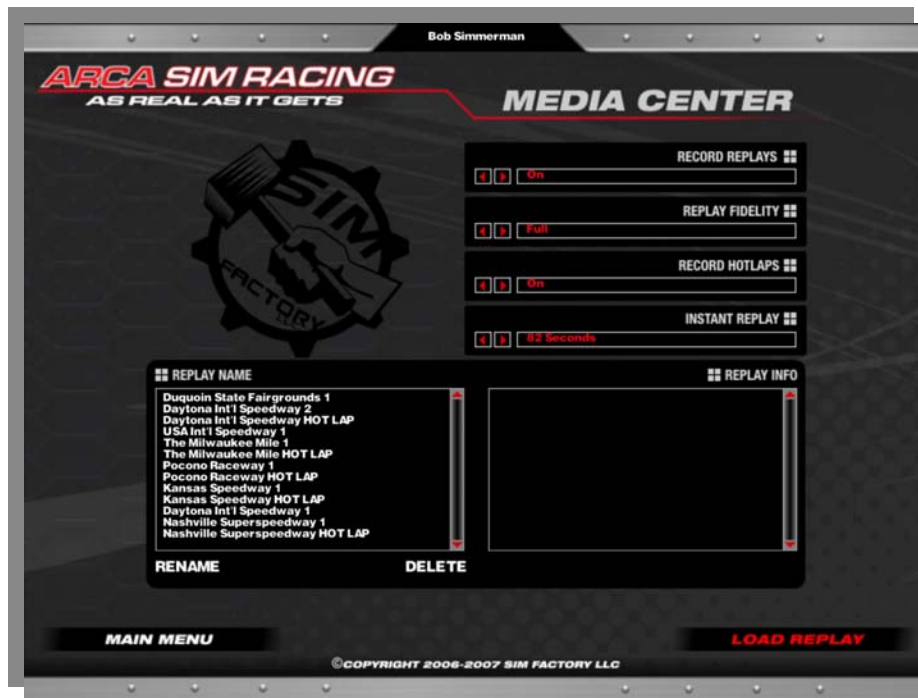 Bob Simmerman
ARCA SIM RACING
AS REAL AS IT GETS
MEDIA CENTER
SIM
FACTORY
LLC
RECORD REPLAYS
On
REPLAY FIDELITY
Full
RECORD HOTLAPS
On
INSTANT REPLAY
82 Seconds
REPLAY NAME
REPLAY INFO
Duquoin State Fairgrounds 1
Daytona Int'l Speedway 2
Daytona Int'l Speedway HOT LAP
USA Int'l Speedway 1
The Milwaukee Mile 1
The Milwaukee Mile HOT LAP
Pocono Raceway 1
Pocono Raceway HOT LAP
Kansas Speedway 1
Kansas Speedway HOT LAP
Daytona Int'l Speedway 1
Nashville Superspeedway 1
Nashville Superspeedway HOT LAP
RENAME
DELETE
MAIN MENU
LOAD REPLAY
©COPYRIGHT 2006-2007 SIM FACTORY LLC